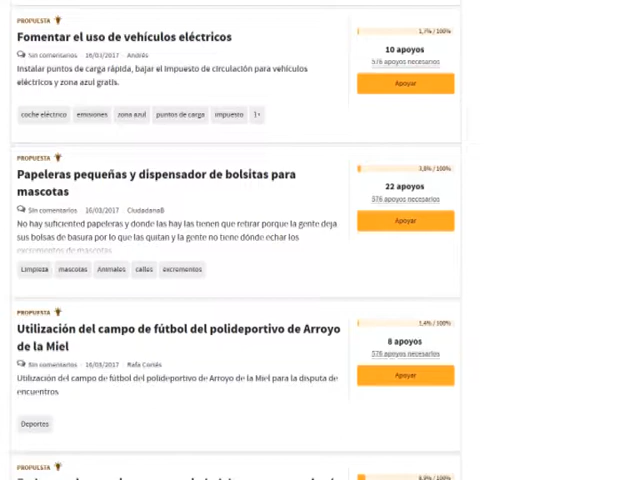 PROPUESTA
Fomentar el uso de vehículos eléctricos
Sin comentarios · 16/03/2017 · Andrés
Instalar puntos de carga rápida, bajar el impuesto de circulación para vehículos
eléctricos y zona azul gratis.
coche eléctrico emisiones zona azul puntos de carga impuesto 1+
1,7% / 100%
10 apoyos
576 apoyos necesarios
Apoyar
PROPUESTA
Papeleras pequeñas y dispensador de bolsitas para
mascotas
Sin comentarios · 16/03/2017 · CiudadanaB
No hay suficiented papeleras y donde las hay las tienen que retirar porque la gente deja
sus bolsas de basura por lo que las quitan y la gente no tiene dónde echar los
excrementos de mascotas
Limpieza mascotas Animales calles excrementos
3,8% / 100%
22 apoyos
576 apoyos necesarios
Apoyar
PROPUESTA
Utilización del campo de fútbol del polideportivo de Arroyo
de la Miel
Sin comentarios · 16/03/2017 · Rafa Cortés
Utilización del campo de fútbol del polideportivo de Arroyo de la Miel para la disputa de
encuentros
Deportes
1,4% / 100%
8 apoyos
576 apoyos necesarios
Apoyar
PROPUESTA
8,9% / 100%